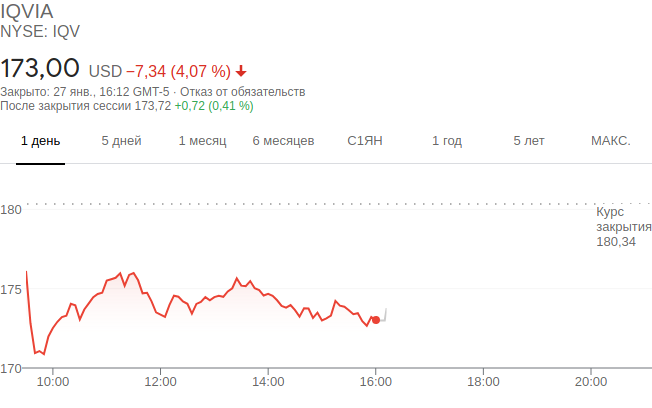 IQVIA
NYSE: IQV
173,00 USD −7,34 (4,07 %)
Закрыто: 27 янв., 16:12 GMT-5 · Отказ от обязательств
После закрытия сессии 173,72 +0,72 (0,41 %)
1 день 5 дней 1 месяц 6 месяцев С1ЯН 1 год 5 лет МАКС.
180
Курс
закрытия
180,34
175
170
10:00 12:00 14:00 16:00 18:00 20:00